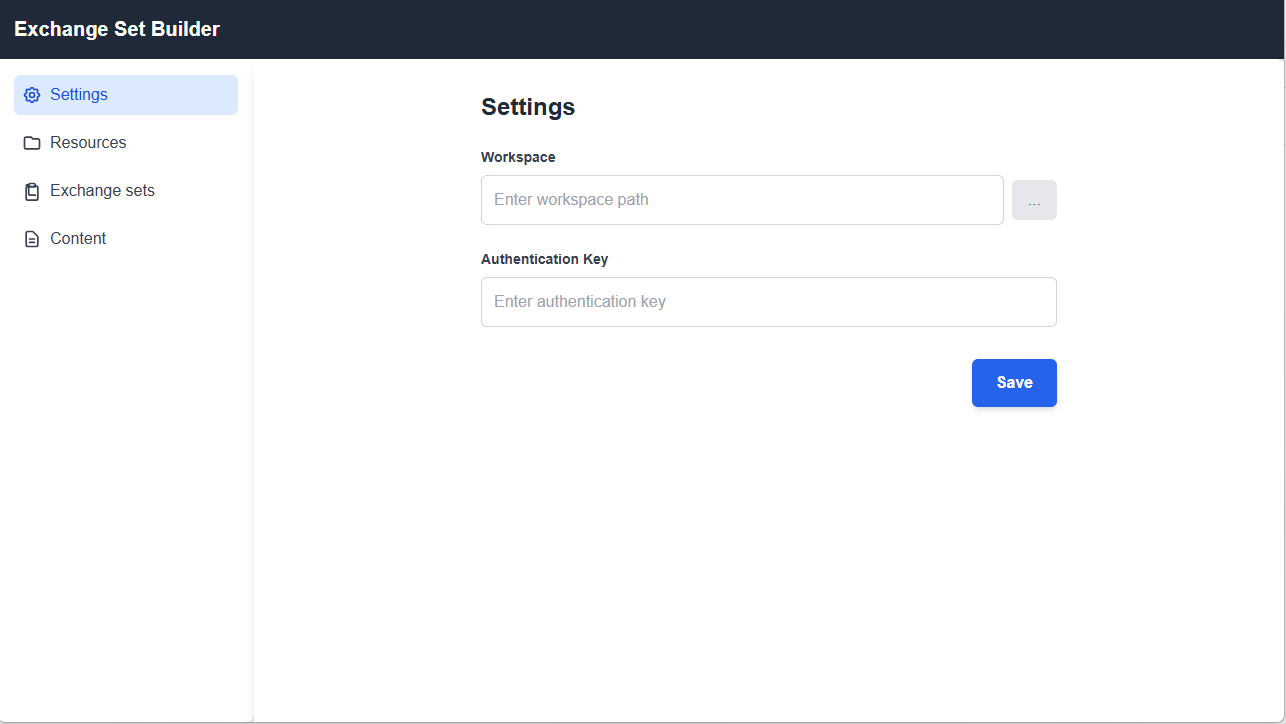 Exchange Set Builder
Settings
Resources
Exchange sets
Content
Settings
Workspace
Enter workspace path
...
Authentication Key
Enter authentication key
Save